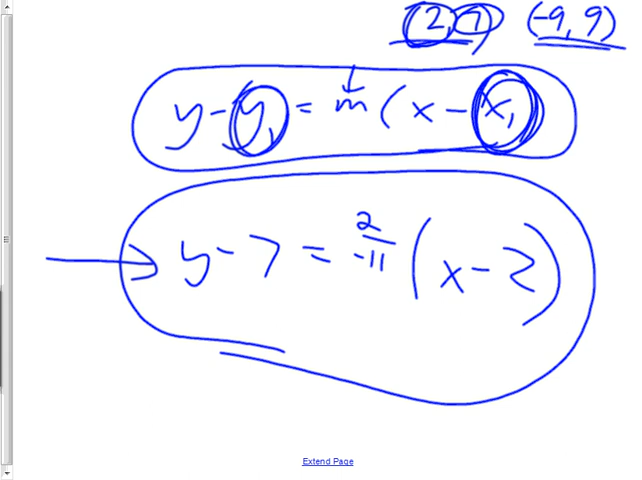 (2, 7) (-9, 9)
y - y₁ = m (x - x₁)
y - 7 = 2/-11 (x - 2)
Extend Page